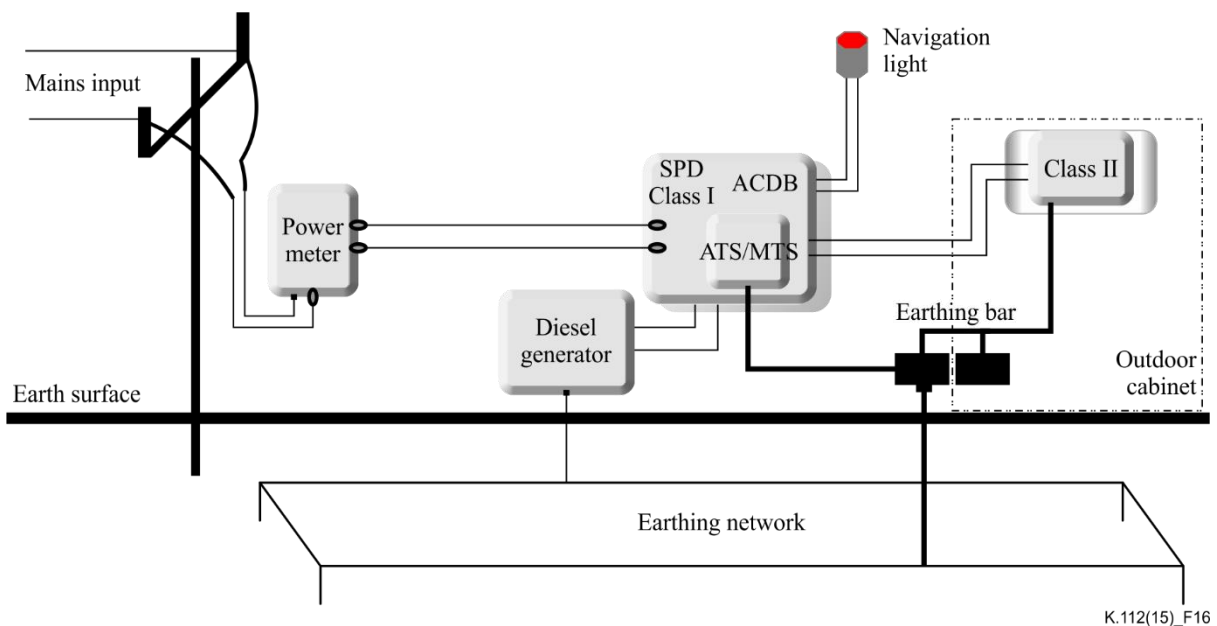 Mains input
Navigation
light
SPD
Class I
ACDB
Class II
Power
meter
ATS/MTS
Diesel
generator
Earthing bar
Outdoor
cabinet
Earth surface
Earthing network
K.112(15)_F16